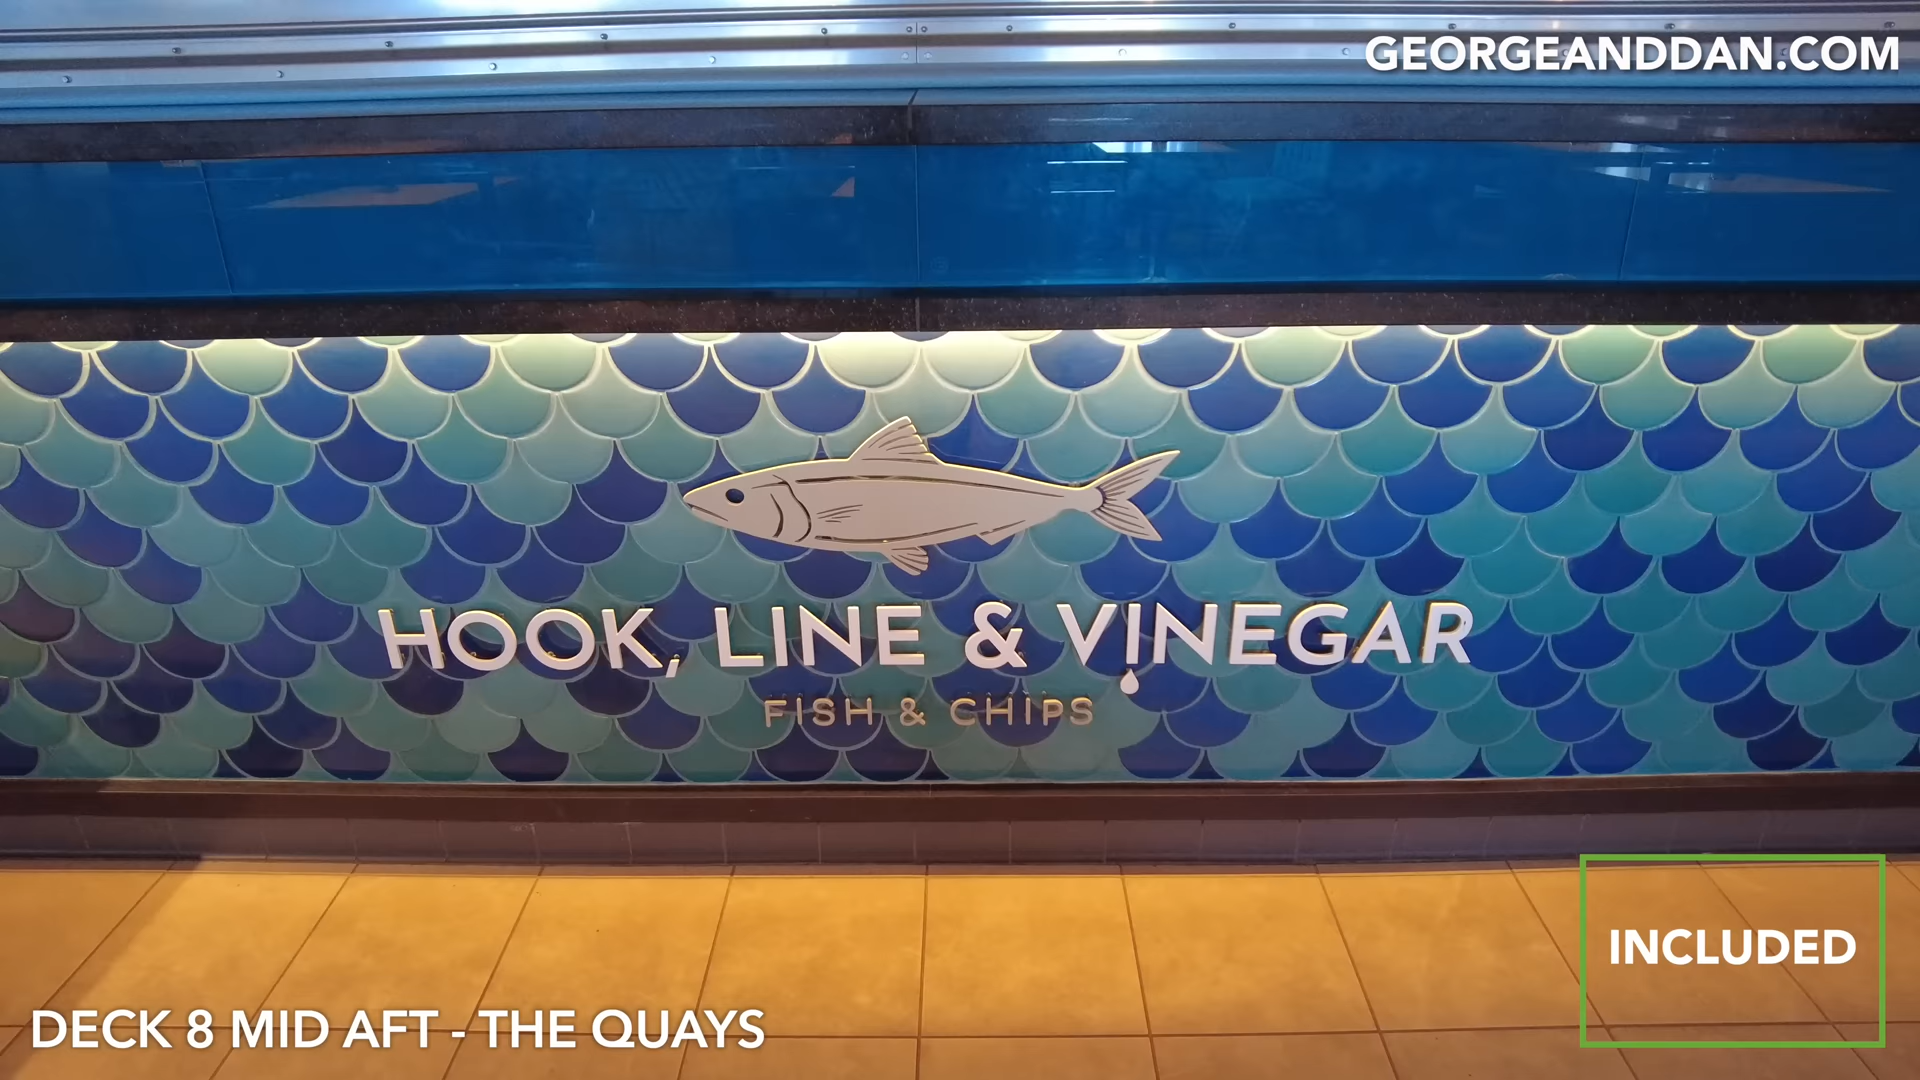 GEORGEANDDAN.COM
HOOK, LINE & VINEGAR
FISH & CHIPS
INCLUDED
DECK 8 MID AFT - THE QUAYS